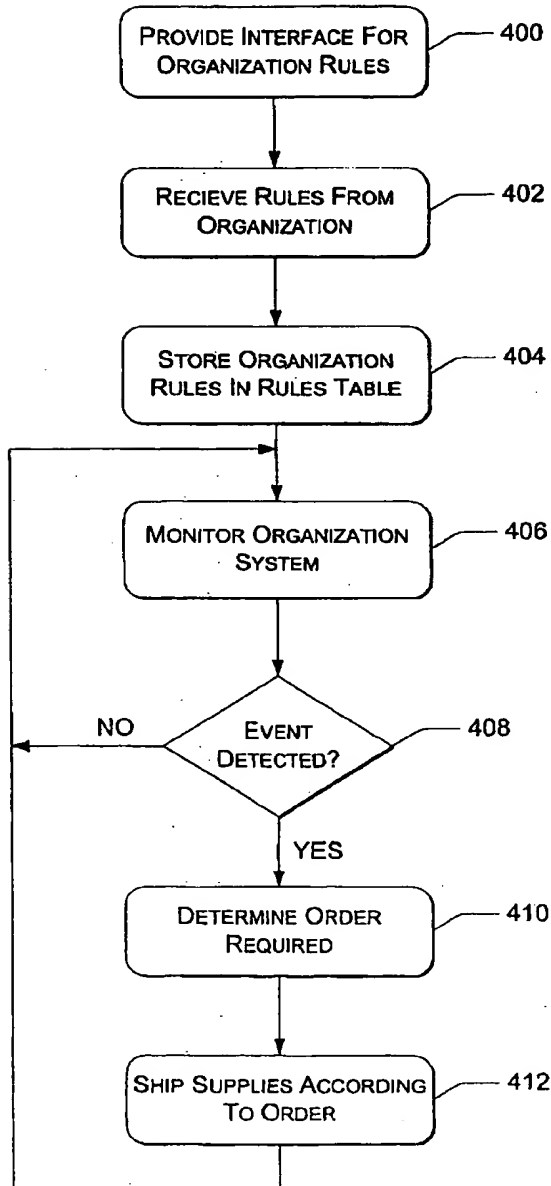 PROVIDE INTERFACE FOR
ORGANIZATION RULES
400
RECIEVE RULES FROM
ORGANIZATION
402
STORE ORGANIZATION
RULES IN RULES TABLE
404
MONITOR ORGANIZATION
SYSTEM
406
EVENT
DETECTED?
408
NO
YES
DETERMINE ORDER
REQUIRED
410
SHIP SUPPLIES ACCORDING
TO ORDER
412